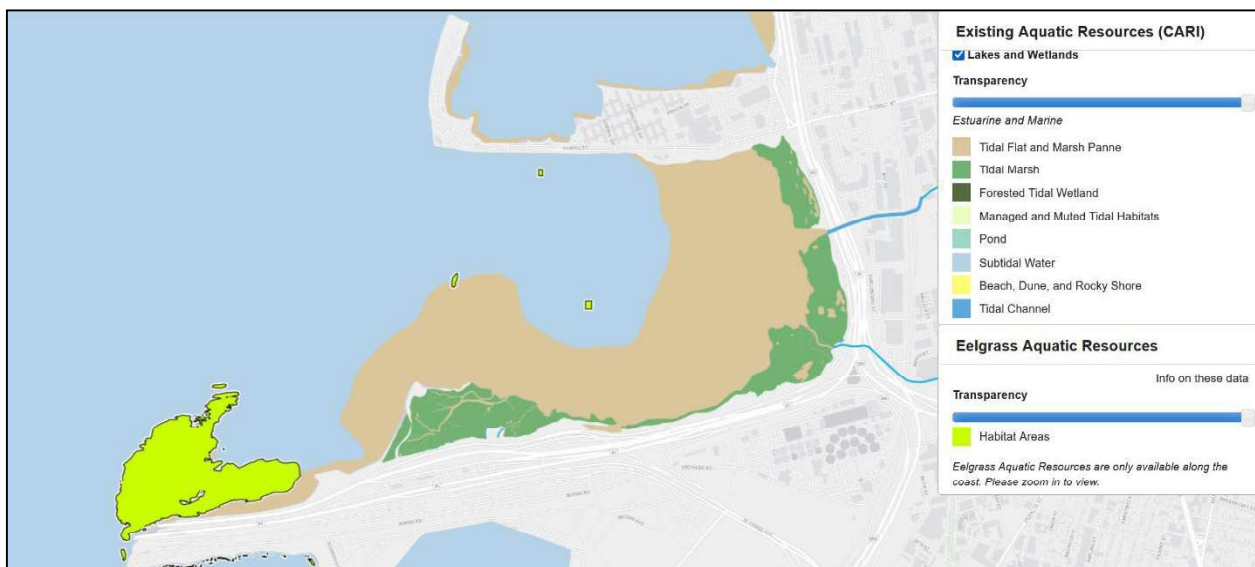 Existing Aquatic Resources (CARI)
Lakes and Wetlands
Transparency
Estuarine and Marine
Tidal Flat and Marsh Panne
Tidal Marsh
Forested Tidal Wetland
Managed and Muted Tidal Habitats
Pond
Subtidal Water
Beach, Dune, and Rocky Shore
Tidal Channel
Eelgrass Aquatic Resources
Info on these data
Transparency
Habitat Areas
Eelgrass Aquatic Resources are only available along the
coast. Please zoom in to view.